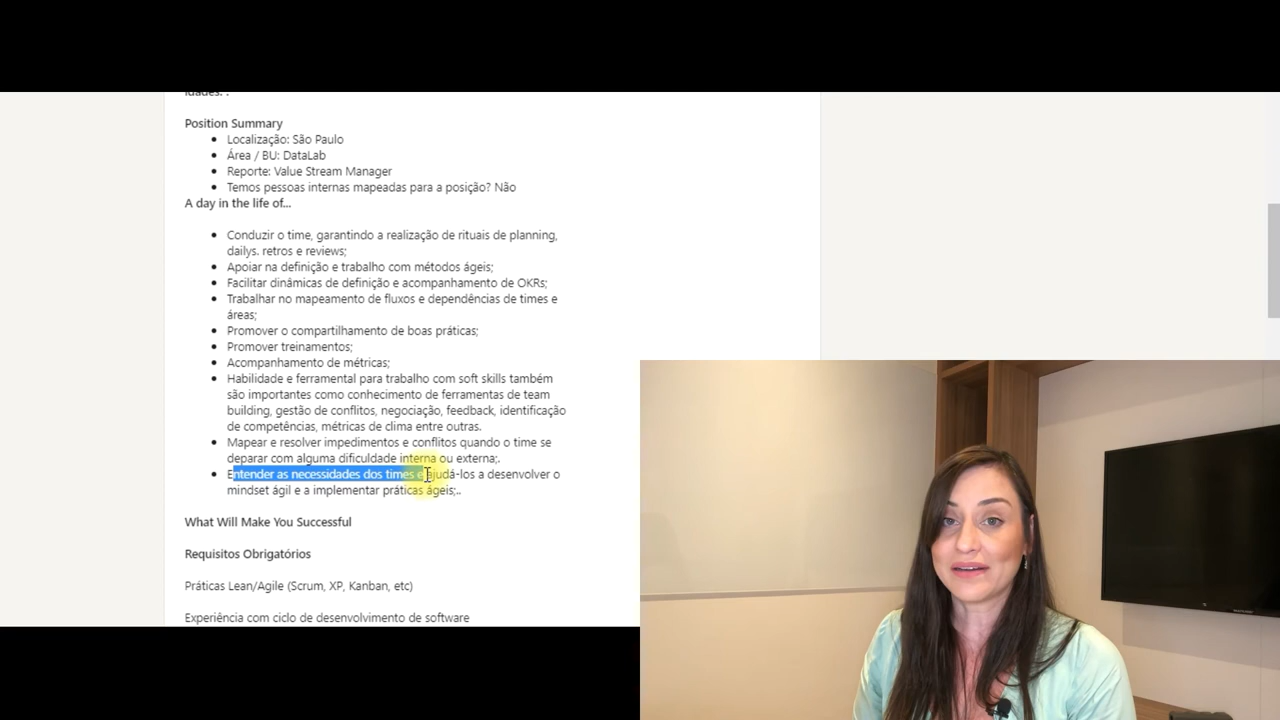 idades. .
Position Summary
Localização: São Paulo
Área / BU: DataLab
Reporte: Value Stream Manager
Temos pessoas internas mapeadas para a posição? Não
A day in the life of...
Conduzir o time, garantindo a realização de rituais de planning,
dailys. retros e reviews;
Apoiar na definição e trabalho com métodos ágeis;
Facilitar dinâmicas de definição e acompanhamento de OKRs;
Trabalhar no mapeamento de fluxos e dependências de times e
áreas;
Promover o compartilhamento de boas práticas;
Promover treinamentos;
Acompanhamento de métricas;
Habilidade e ferramental para trabalho com soft skills também
são importantes como conhecimento de ferramentas de team
building, gestão de conflitos, negociação, feedback, identificação
de competências, métricas de clima entre outras.
Mapear e resolver impedimentos e conflitos quando o time se
deparar com alguma dificuldade interna ou externa;.
Entender as necessidades dos times e ajudá-los a desenvolver o
mindset ágil e a implementar práticas ágeis;..
What Will Make You Successful
Requisitos Obrigatórios
Práticas Lean/Agile (Scrum, XP, Kanban, etc)
Experiência com ciclo de desenvolvimento de software